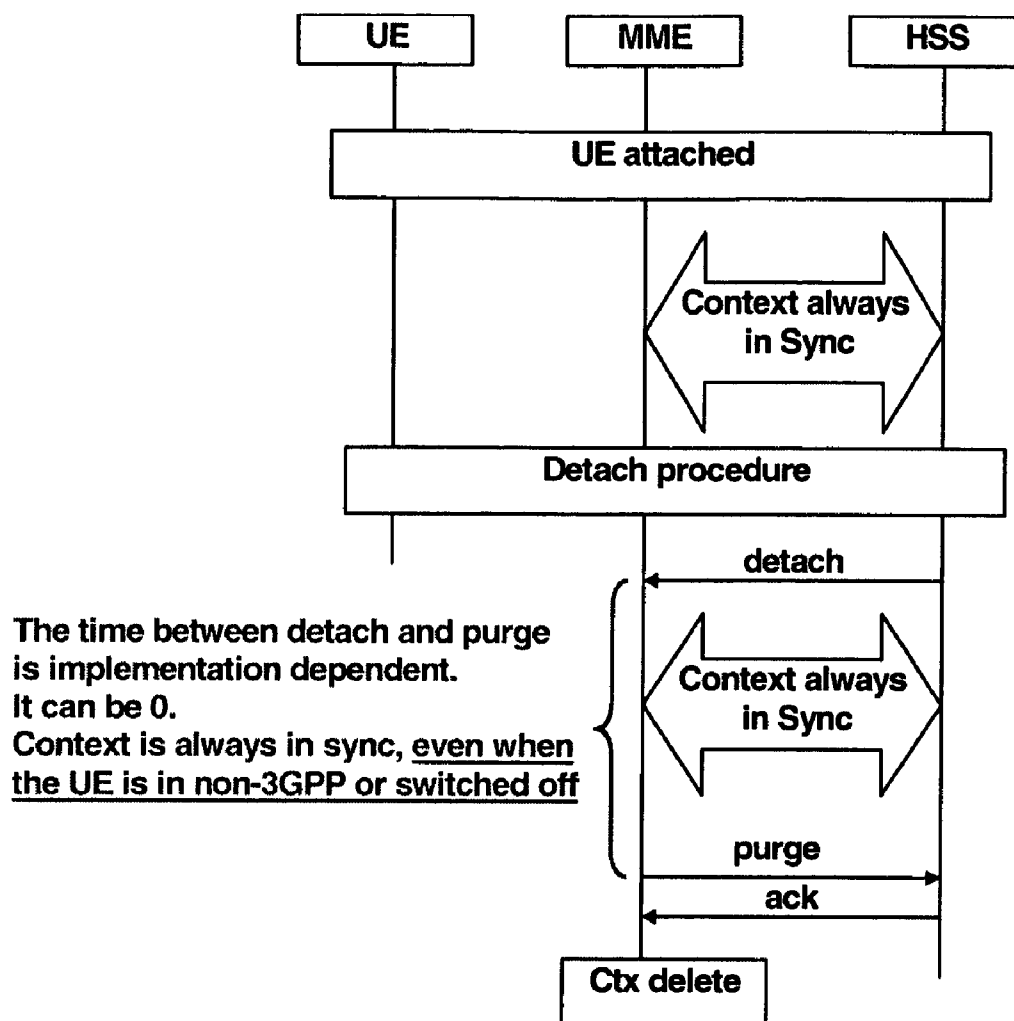 UE
MME
HSS
UE attached
Context always
in Sync
Detach procedure
detach
The time between detach and purge
is implementation dependent.
It can be 0.
Context is always in sync, even when
the UE is in non-3GPP or switched off
Context always
in Sync
purge
ack
Ctx delete